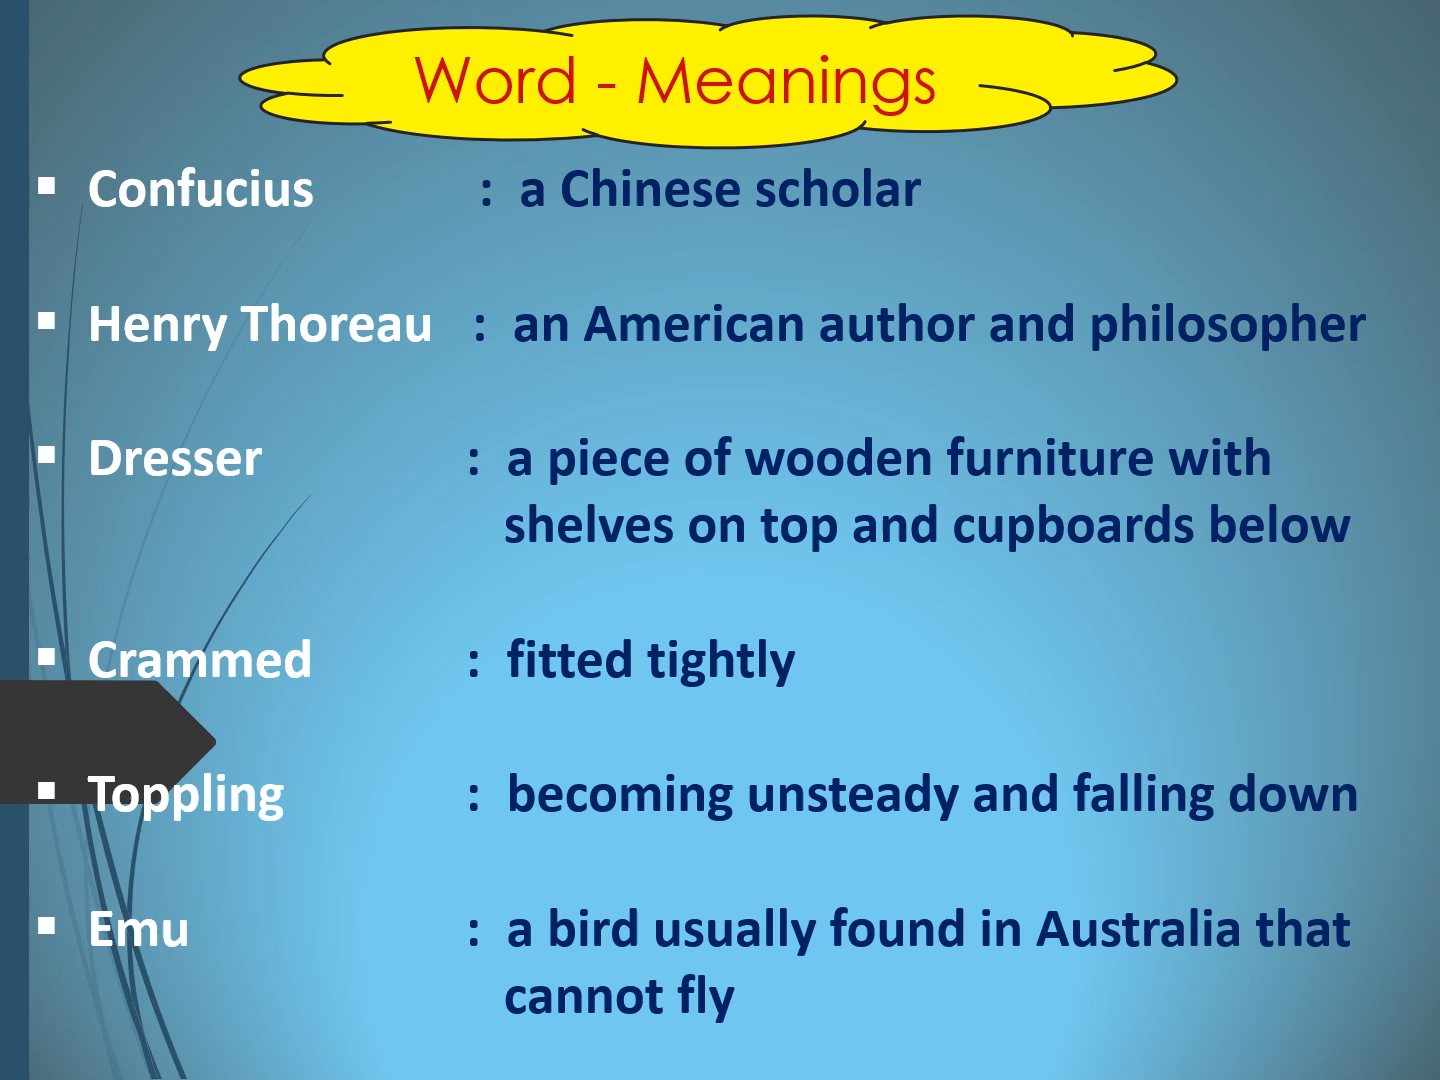 Word - Meanings
▪ Confucius : a Chinese scholar
▪ Henry Thoreau : an American author and philosopher
▪ Dresser : a piece of wooden furniture with
shelves on top and cupboards below
▪ Crammed : fitted tightly
▪ Toppling : becoming unsteady and falling down
▪ Emu : a bird usually found in Australia that
cannot fly